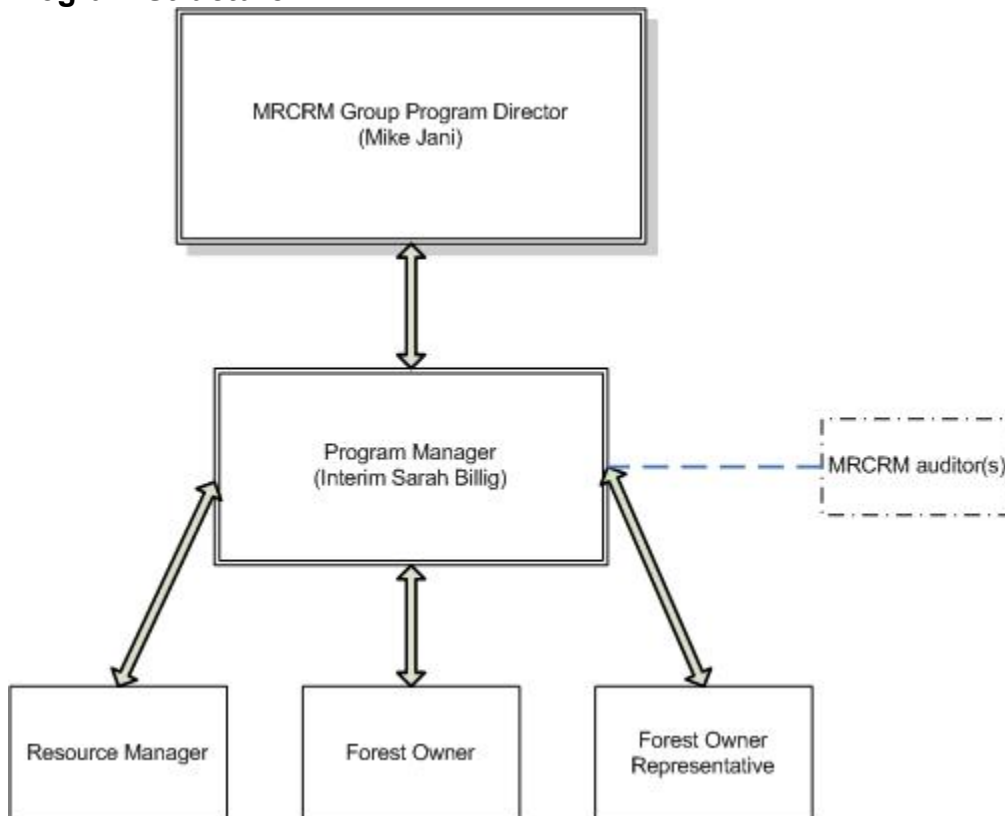 MRCRM Group Program Director
(Mike Jani)
Program Manager
(Interim Sarah Billig)
MRCRM auditor(s)
Resource Manager
Forest Owner
Forest Owner
Representative